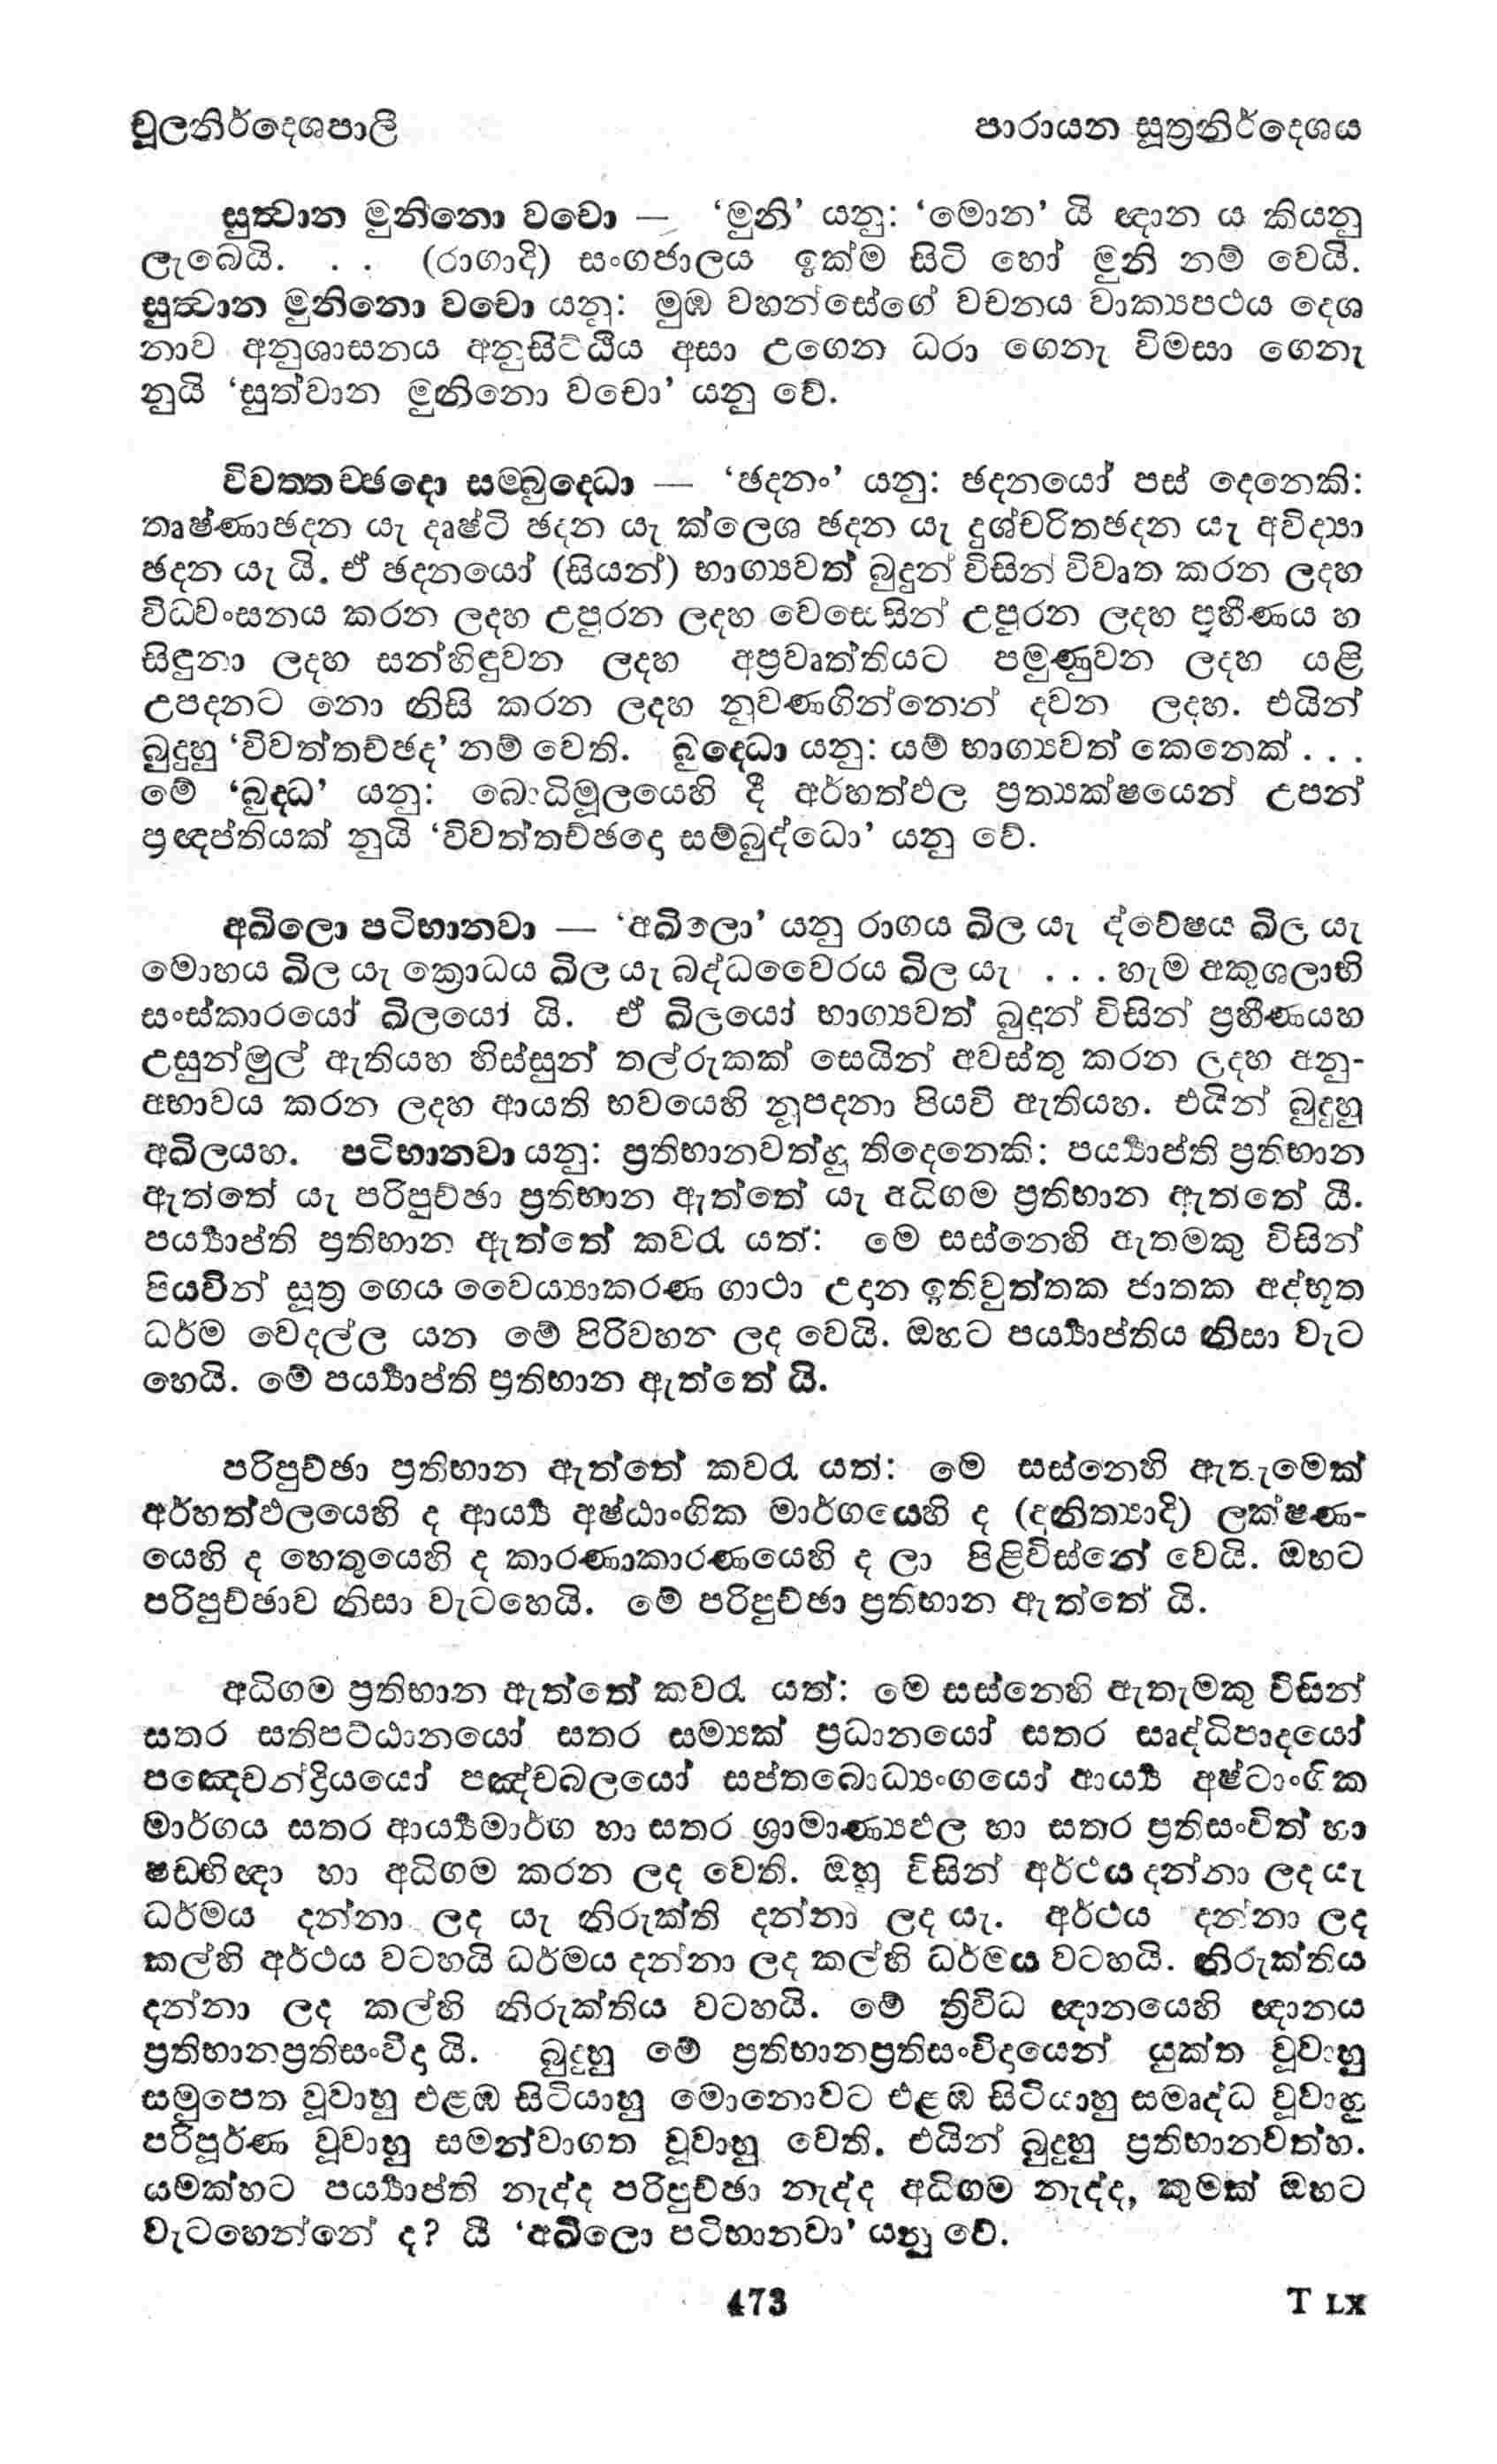 චූලනිර්දෙශපාලි පාරායන සූත්‍රනිර්දෙශය
සුත්‍වාන මුනිනො වචො — ‘මුනි’ යනු: ‘මොන’ යි ඥාන ය කියනු
ලැබෙයි. . . (රාගාදි) සංගජාලය ඉක්ම සිටි හෝ මුනි නම් වෙයි.
සුත්‍වාන මුනිනො වචො යනු: මුඹ වහන්සේගේ වචනය වාක්‍යපථය දෙශ
නාව අනුශාසනය අනුසිට්ඨිය අසා උගෙන ධරා ගෙනැ විමසා ගෙනැ
නුයි ‘සුත්වාන මුනිනො වචො’ යනු වේ.
විවත්‍තච්ඡදො සම්බුද්‍ධො — ‘ඡදනං’ යනු: ඡදනයෝ පස් දෙනෙකි:
තෘෂ්ණාඡදන යැ දෘෂ්ටි ඡදන යැ ක්ලෙශ ඡදන යැ දුශ්චරිතඡදන යැ අවිද්‍යා
ඡදන යැ යි. ඒ ඡදනයෝ (සියන්) භාග්‍යවත් බුදුන් විසින් විවෘත කරන ලදහ
විධ්වංසනය කරන ලදහ උපුරන ලදහ වෙසෙසින් උපුරන ලදහ ප්‍රහීණය හ
සිඳුනා ලදහ සන්හිඳුවන ලදහ අප්‍රවෘත්තියට පමුණුවන ලදහ යළි
උපදනට නො නිසි කරන ලදහ නුවණගින්නෙන් දවන ලදහ. එයින්
බුදුහු ‘විවත්තච්ඡද’ නම් වෙති. බුද්‍ධො යනු: යම් භාග්‍යවත් කෙනෙක් . . .
මේ ‘බුද්‍ධ’ යනු: බොධිමූලයෙහි දී අර්හත්ඵල ප්‍රත්‍යක්ෂයෙන් උපන්
ප්‍රඥප්තියක් නුයි ‘විවත්තච්ඡදො සම්බුද්ධො’ යනු වේ.
අඛිලො පටිභානවා — ‘අඛිලො’ යනු රාගය ඛිල යැ ද්වේෂය ඛිල යැ
මොහය ඛිල යැ ක්‍රොධය ඛිල යැ බද්ධවෛරය ඛිල යැ . . . හැම අකුශලාභි
සංස්කාරයෝ ඛිලයෝ යි. ඒ ඛිලයෝ භාග්‍යවත් බුදුන් විසින් ප්‍රහීණයහ
උසුන්මුල් ඇතියහ හිස්සුන් තල්රුකක් සෙයින් අවස්තු කරන ලදහ අනු-
අභාවය කරන ලදහ ආයති භවයෙහි නූපදනා පියවි ඇතියහ. එයින් බුදුහු
අඛිලයහ. පටිභානවා යනු: ප්‍රතිභානවත්හු තිදෙනෙකි: පර්‍ය්‍යාප්ති ප්‍රතිභාන
ඇත්තේ යැ පරිපුච්ඡා ප්‍රතිභාන ඇත්තේ යැ අධිගම ප්‍රතිභාන ඇත්තේ යී.
පර්‍ය්‍යාප්ති ප්‍රතිභාන ඇත්තේ කවරැ යත්: මෙ සස්නෙහි ඇතමකු විසින්
පියවින් සූත්‍ර ගෙය වෛය්‍යාකරණ ගාථා උදාන ඉතිවුත්තක ජාතක අද්භූත
ධර්ම වෙදල්ල යන මේ පිරිවහන ලද වෙයි. ඔහට පර්‍ය්‍යාප්තිය නිසා වැට
හෙයි. මේ පර්‍ය්‍යාප්ති ප්‍රතිභාන ඇත්තේ යි.
පරිපුච්ඡා ප්‍රතිභාන ඇත්තේ කවරැ යත්: මෙ සස්නෙහි ඇතැමෙක්
අර්හත්ඵලයෙහි ද ආර්‍ය්‍ය අෂ්ඨාංගික මාර්ගයෙහි ද (අනිත්‍යාදි) ලක්ෂණ-
යෙහි ද හෙතුයෙහි ද කාරණාකාරණයෙහි ද ලා පිළිවිස්නේ වෙයි. ඔහට
පරිපුච්ඡාව නිසා වැටහෙයි. මේ පරිපුච්ඡා ප්‍රතිභාන ඇත්තේ යි.
අධිගම ප්‍රතිභාන ඇත්තේ කවරැ යත්: මෙ සස්නෙහි ඇතැමකු විසින්
සතර සතිපට්ඨානයෝ සතර සම්‍යක් ප්‍රධානයෝ සතර සෘද්ධිපාදයෝ
පඤ්චේන්ද්‍රියයෝ පඤ්චබලයෝ සප්තබොධ්‍යංගයෝ ආර්‍ය්‍ය අෂ්ටාංගික
මාර්ගය සතර ආර්‍ය්‍යමාර්ග හා සතර ශ්‍රාමාණ්‍යඵල හා සතර ප්‍රතිසංවිත් හා
ෂඩභිඥා හා අධිගම කරන ලද වෙති. ඔහු විසින් අර්ථය දන්නා ලද යැ
ධර්මය දන්නා ලද යැ නිරුක්ති දන්නා ලද යැ. අර්ථය දන්නා ලද
කල්හි අර්ථය වටහයි ධර්මය දන්නා ලද කල්හි ධර්මය වටහයි. නිරුක්තිය
දන්නා ලද කල්හි නිරුක්තිය වටහයි. මේ ත්‍රිවිධ ඥානයෙහි ඥානය
ප්‍රතිභානප්‍රතිසංවිදා යි. බුදුහු මේ ප්‍රතිභානප්‍රතිසංවිදායෙන් යුක්ත වූවාහු
සමුපෙත වූවාහු එළඹ සිටියාහු මොනොවට එළඹ සිටියාහු සමෘද්ධ වූවාහු
පරිපූර්ණ වූවාහු සමන්වාගත වූවාහු වෙති. එයින් බුදුහු ප්‍රතිභානවත්හ.
යමක්හට පර්‍ය්‍යාප්ති නැද්ද පරිපුච්ඡා නැද්ද අධිගම නැද්ද, කුමක් ඔහට
වැටහෙන්නේ ද? යී ‘අඛිලො පටිභානවා’ යනු වේ.
473 T LX